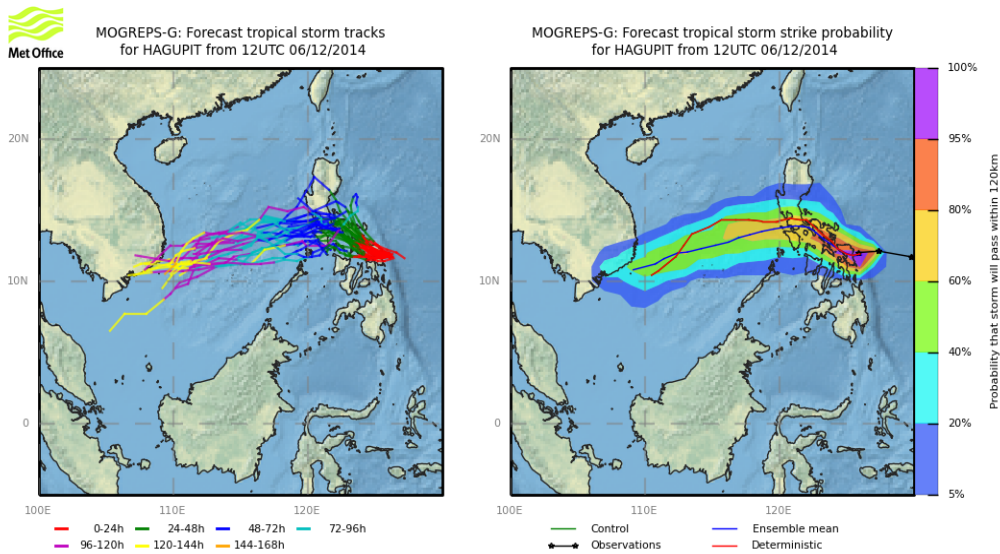 Met Office
MOGREPS-G: Forecast tropical storm tracks
for HAGUPIT from 12UTC 06/12/2014
20N
10N
0
100E
110E
120E
0-24h
24-48h
48-72h
72-96h
96-120h
120-144h
144-168h
MOGREPS-G: Forecast tropical storm strike probability
for HAGUPIT from 12UTC 06/12/2014
20N
10N
0
100E
110E
120E
100%
95%
80%
60%
40%
20%
5%
Probability that storm will pass within 120km
Control
Ensemble mean
Observations
Deterministic